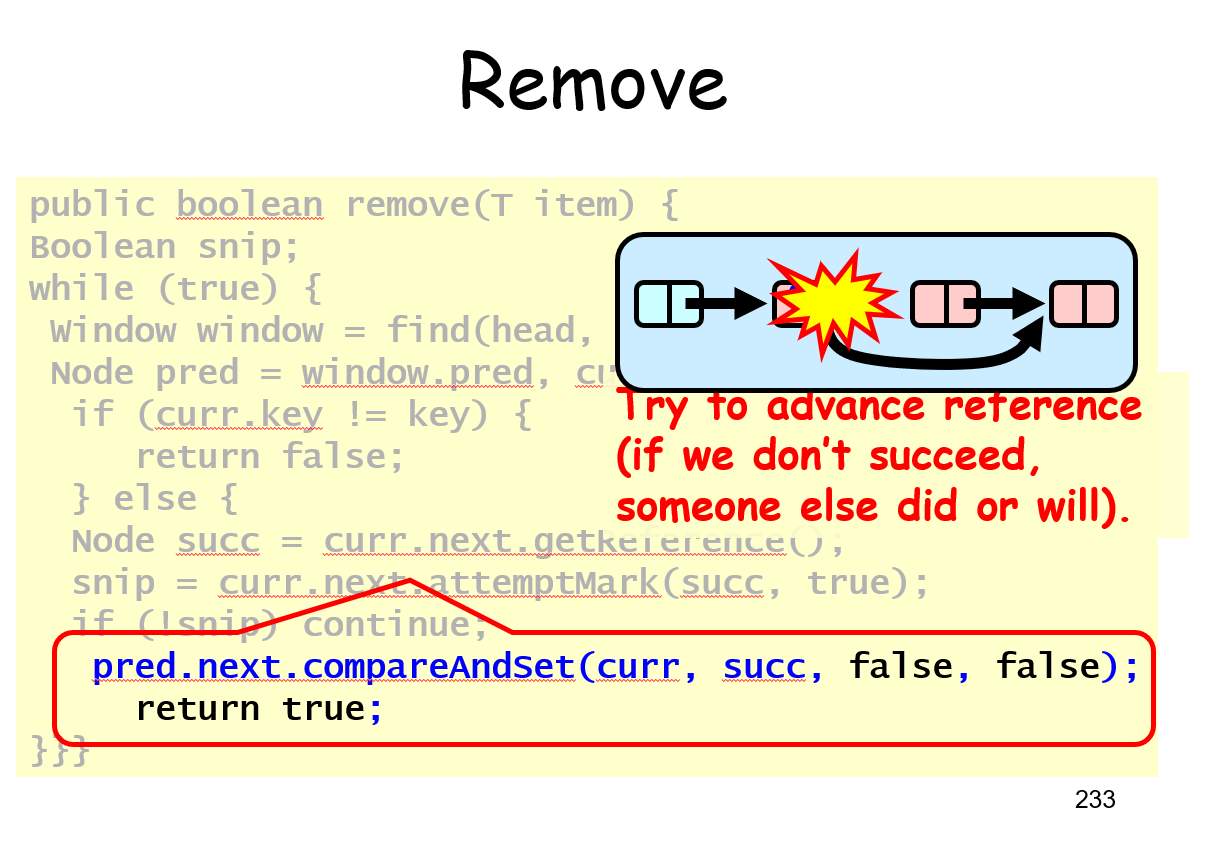 Remove
public boolean remove(T item) {
Boolean snip;
while (true) {
Window window = find(head,
Node pred = window.pred,
if (curr.key != key) {
return false;
} else {
Node succ = curr.next.getReference();
snip = curr.next.attemptMark(succ, true);
if (!snip) continue;
pred.next.compareAndSet(curr, succ, false, false);
return true;
}}}
Try to advance reference
(if we don't succeed,
someone else did or will).
233